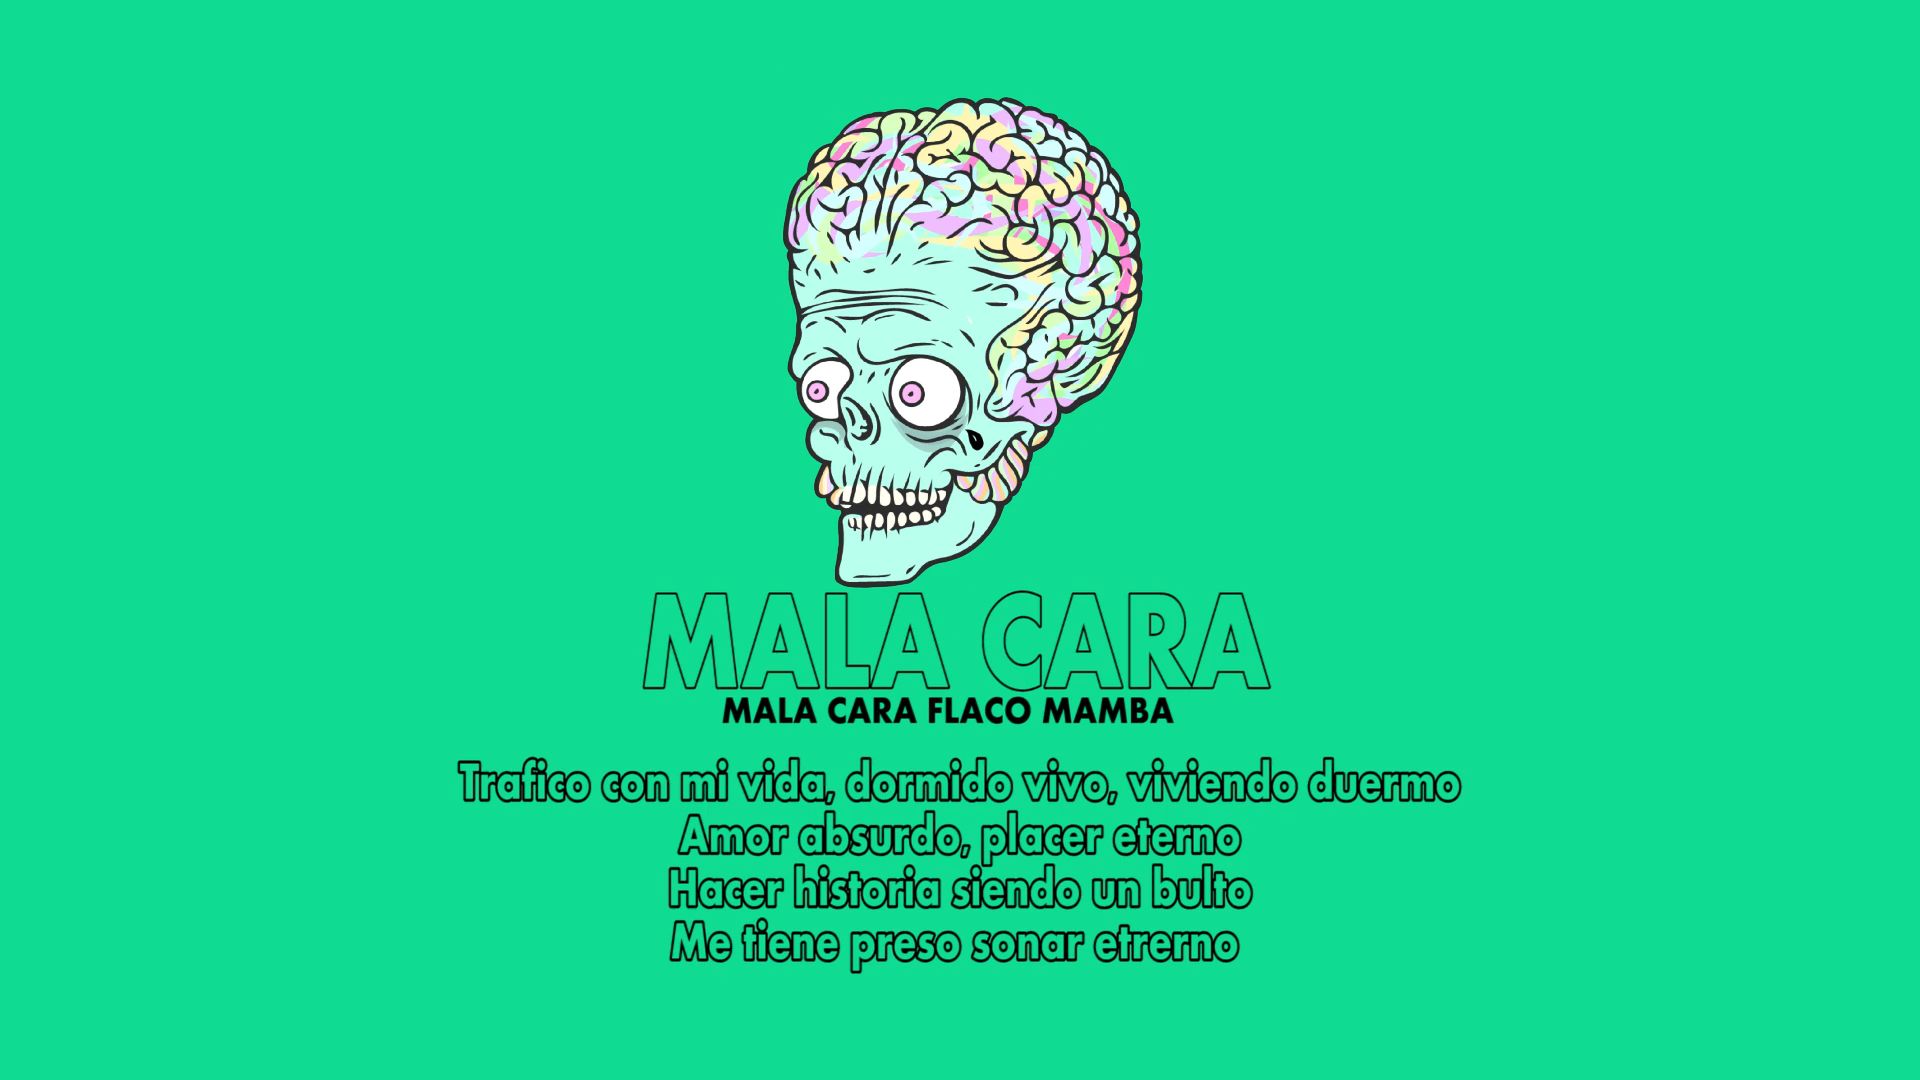 MALA CARA
MALA CARA FLACO MAMBA
Trafico con mi vida, dormido vivo, viviendo duermo
Amor absurdo, placer eterno
Hacer historia siendo un bulto
Me tiene preso sonar etrerno